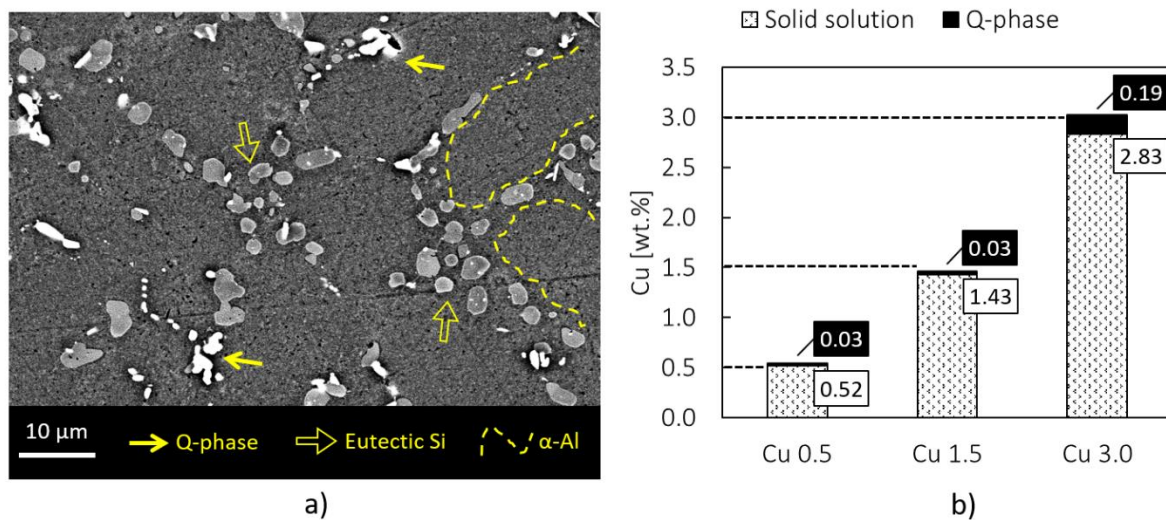 10 µm
Q-phase
Eutectic Si
α-Al
a)
Solid solution
Q-phase
Cu [wt.%]
3.5
3.0
2.5
2.0
1.5
1.0
0.5
0.0
0.03
0.52
0.03
1.43
0.19
2.83
Cu 0.5
Cu 1.5
Cu 3.0
b)